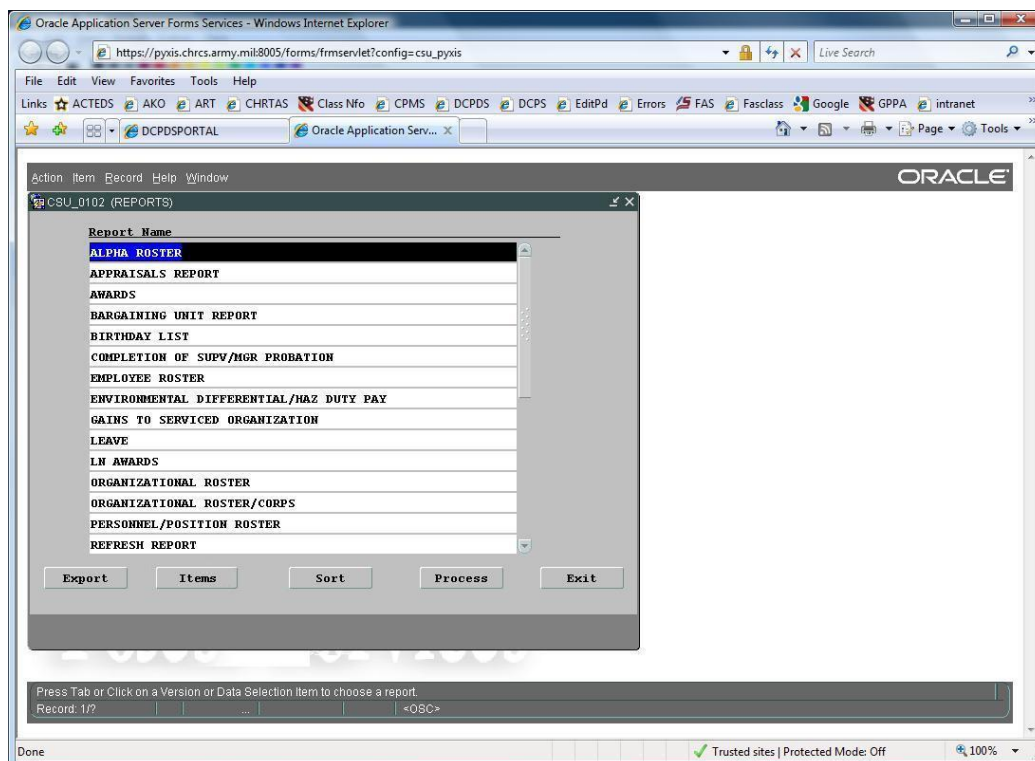 Oracle Application Server Forms Services - Windows Internet Explorer
https://pyxis.chrcs.army.mil:8005/forms/frmservlet?config=csu_pyxis Live Search
File Edit View Favorites Tools Help
Links ACTEDS AKO ART CHRTAS Class Nfo CPMS DCPDS DCPS EditPd Errors FAS Fasclass Google GPPA intranet
DCPDSPORTAL Oracle Application Serv... Page Tools
Action Item Record Help Window ORACLE
CSU_0102 (REPORTS)
Report Name
ALPHA ROSTER
APPRAISALS REPORT
AWARDS
BARGAINING UNIT REPORT
BIRTHDAY LIST
COMPLETION OF SUPV/MGR PROBATION
EMPLOYEE ROSTER
ENVIRONMENTAL DIFFERENTIAL/HAZ DUTY PAY
GAINS TO SERVICED ORGANIZATION
LEAVE
LN AWARDS
ORGANIZATIONAL ROSTER
ORGANIZATIONAL ROSTER/CORPS
PERSONNEL/POSITION ROSTER
REFRESH REPORT
Export Items Sort Process Exit
Press Tab or Click on a Version or Data Selection Item to choose a report.
Record: 1/? ... <OSC>
Done Trusted sites | Protected Mode: Off 100%